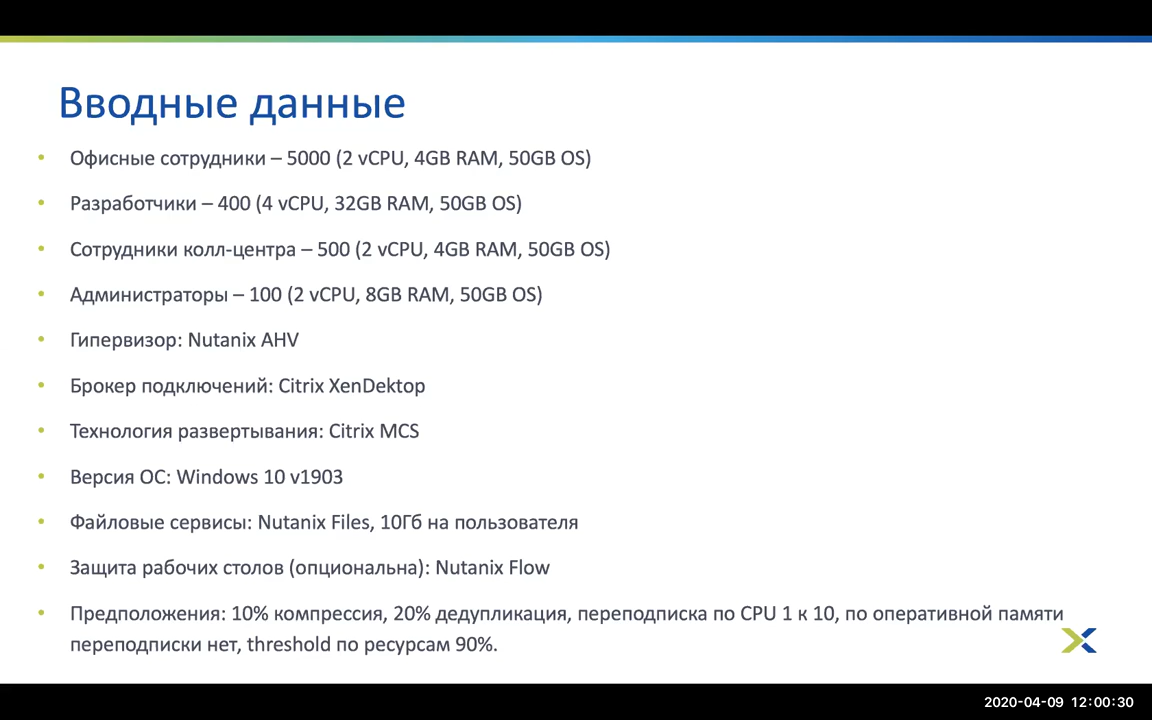 Вводные данные
• Офисные сотрудники – 5000 (2 vCPU, 4GB RAM, 50GB OS)
• Разработчики – 400 (4 vCPU, 32GB RAM, 50GB OS)
• Сотрудники колл-центра – 500 (2 vCPU, 4GB RAM, 50GB OS)
• Администраторы – 100 (2 vCPU, 8GB RAM, 50GB OS)
• Гипервизор: Nutanix AHV
• Брокер подключений: Citrix XenDektop
• Технология развертывания: Citrix MCS
• Версия ОС: Windows 10 v1903
• Файловые сервисы: Nutanix Files, 10Гб на пользователя
• Защита рабочих столов (опциональна): Nutanix Flow
• Предположения: 10% компрессия, 20% дедупликация, переподписка по CPU 1 к 10, по оперативной памяти
переподписки нет, threshold по ресурсам 90%.
2020-04-09 12:00:30